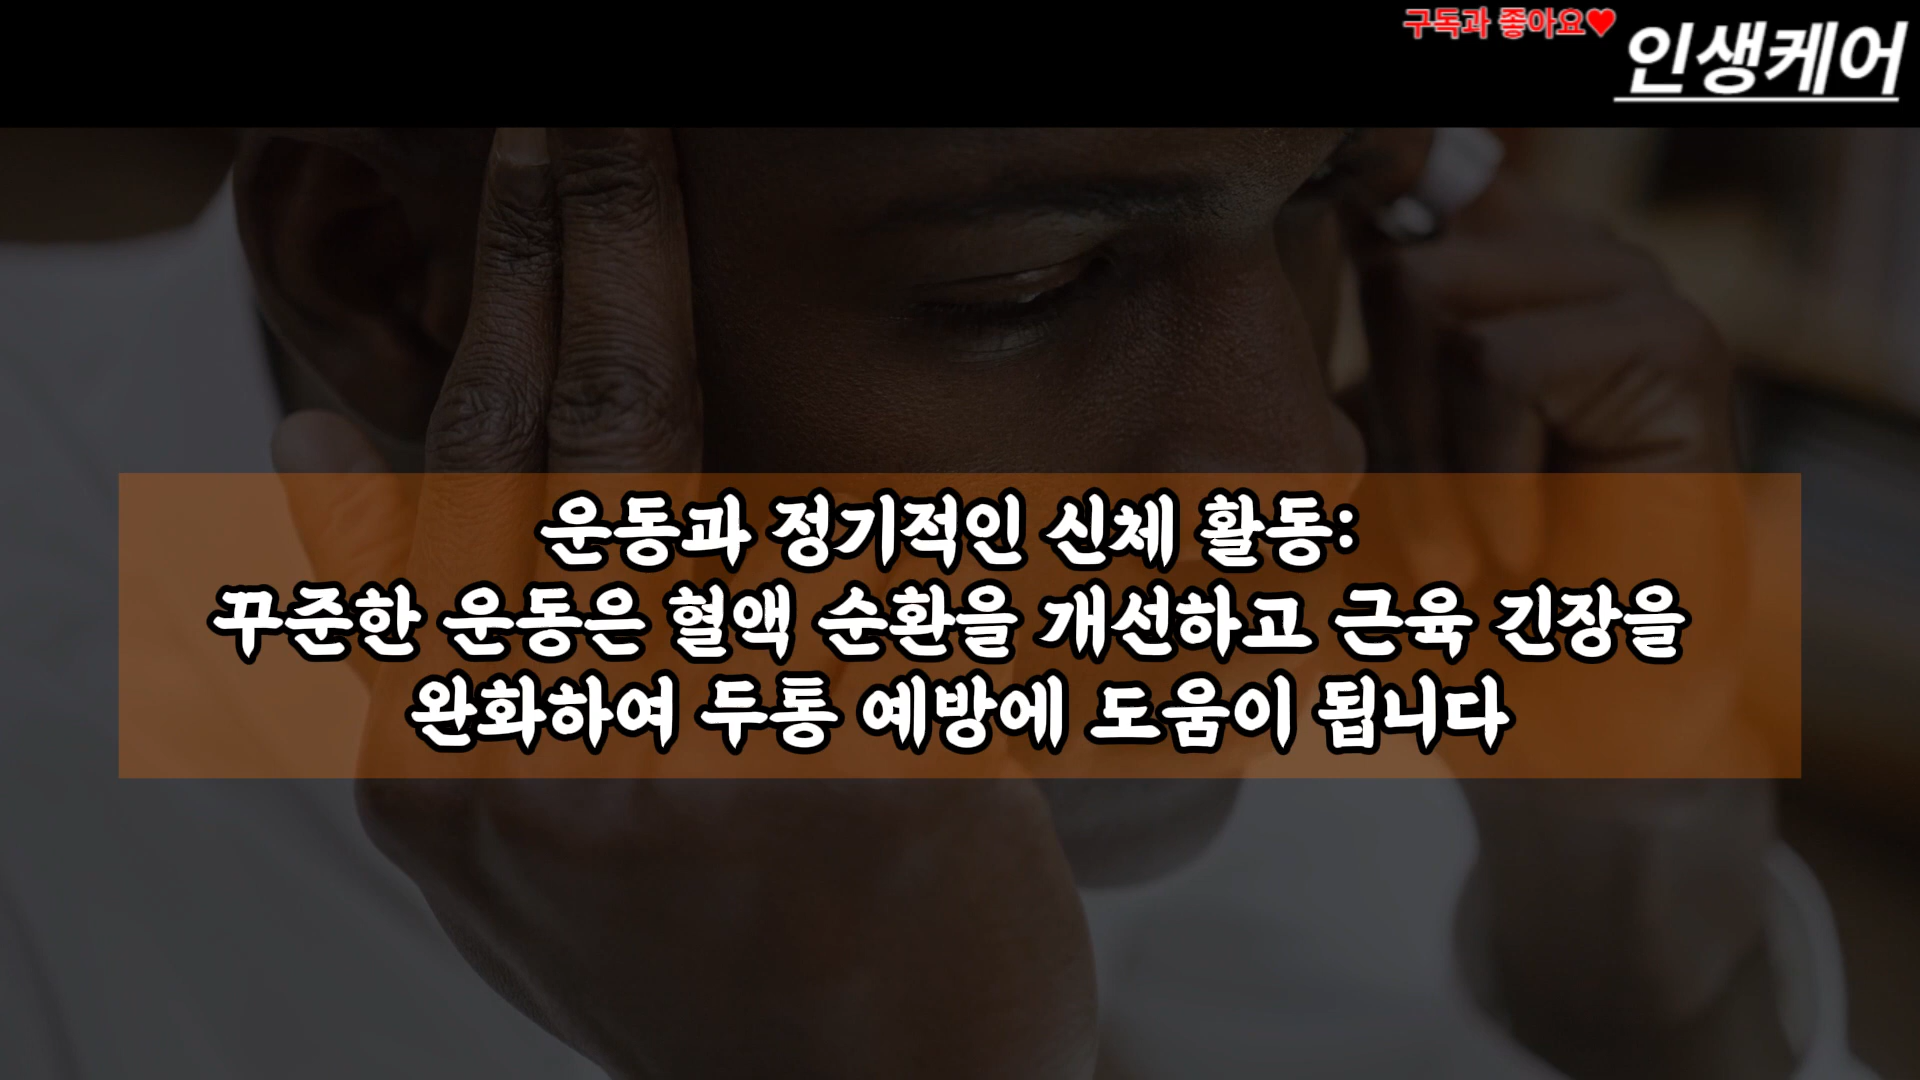 구독과 좋아요♥
인생케어
운동과 정기적인 신체 활동:
꾸준한 운동은 혈액 순환을 개선하고 근육 긴장을
완화하여 두통 예방에 도움이 됩니다